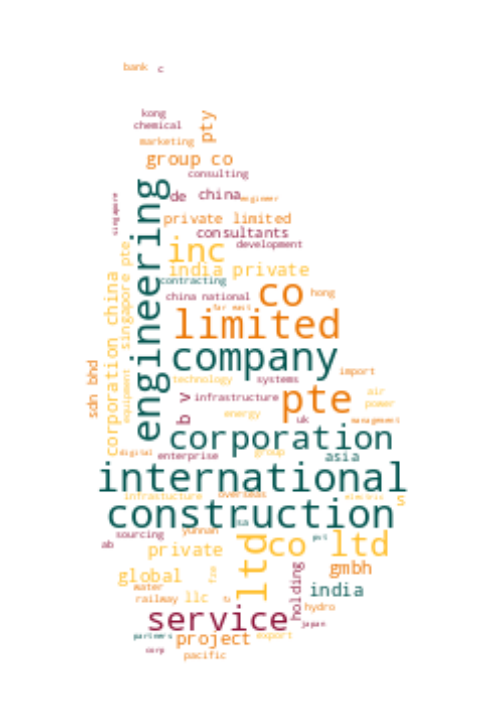 bank c
kong
chemical
pty
marketing
group co
consulting
engineering
de china
engineer
singapore
private limited
consultants
development
inc
singapore pte
india private
corporation china
contracting
co
hong
china national
far east
limited
company
sdn bhd
equipment
technology
systems
import
b v
infrastructure
pte
air
power
energy
uk
management
corporation
digital
enterprise
group
asia
international
infrastucture
overseas
electric
s
construction
sa
sourcing
yunnan
ltd
co ltd
pvt
ab
private
global
holding
gmbh
water
railway
llc
india
hydro
service
japan
partners
project
export
corp
pacific